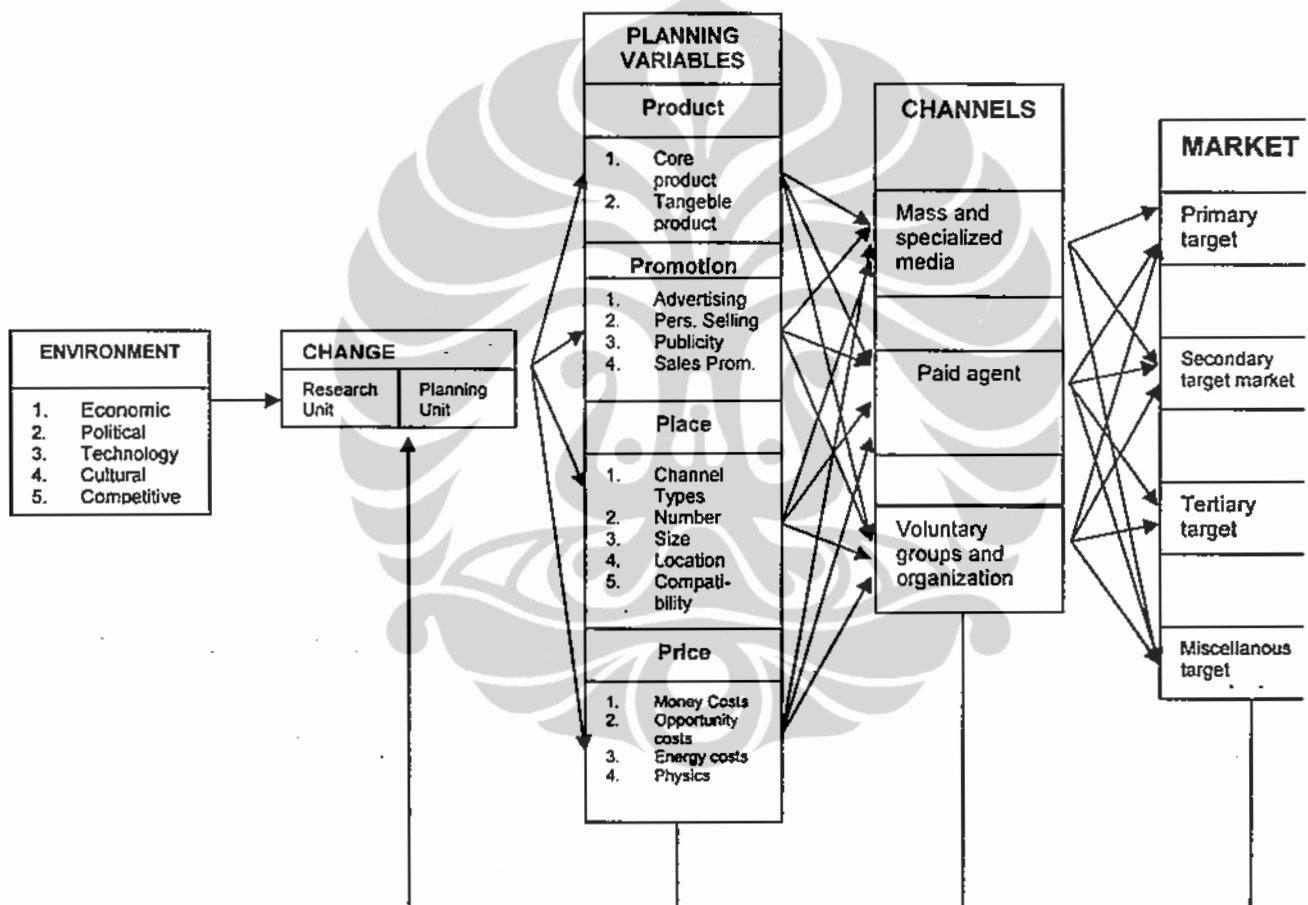 ENVIRONMENT
1. Economic
2. Political
3. Technology
4. Cultural
5. Competitive
CHANGE
Research
Unit
Planning
Unit
PLANNING
VARIABLES
Product
1. Core
product
2. Tangeble
product
Promotion
1. Advertising
2. Pers. Selling
3. Publicity
4. Sales Prom.
Place
1. Channel
Types
2. Number
3. Size
4. Location
5. Compati-
bility
Price
1. Money Costs
2. Opportunity
costs
3. Energy costs
4. Physics
CHANNELS
Mass and
specialized
media
Paid agent
Voluntary
groups and
organization
MARKET
Primary
target
Secondary
target market
Tertiary
target
Miscellanous
target